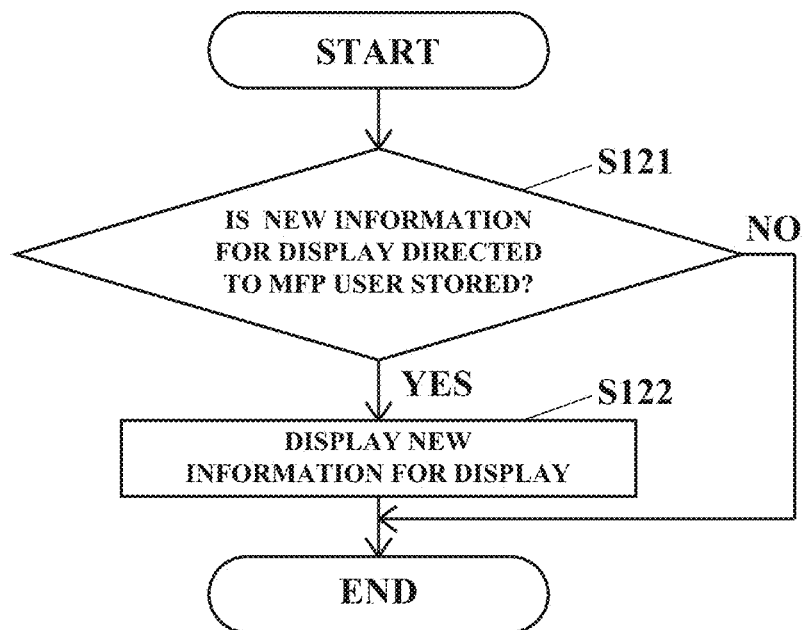 START
S121
IS NEW INFORMATION
FOR DISPLAY DIRECTED
TO MFP USER STORED?
NO
YES
S122
DISPLAY NEW
INFORMATION FOR DISPLAY
END